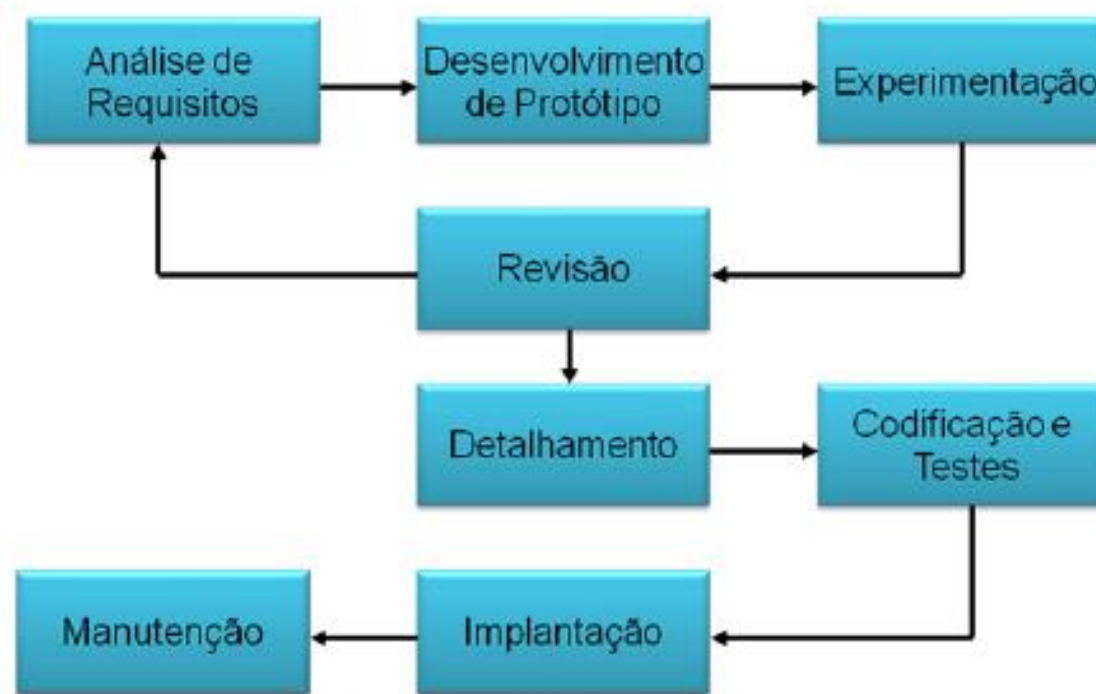 Análise de
Requisitos
Desenvolvimento
de Protótipo
Experimentação
Revisão
Detalhamento
Codificação e
Testes
Manutenção
Implantação